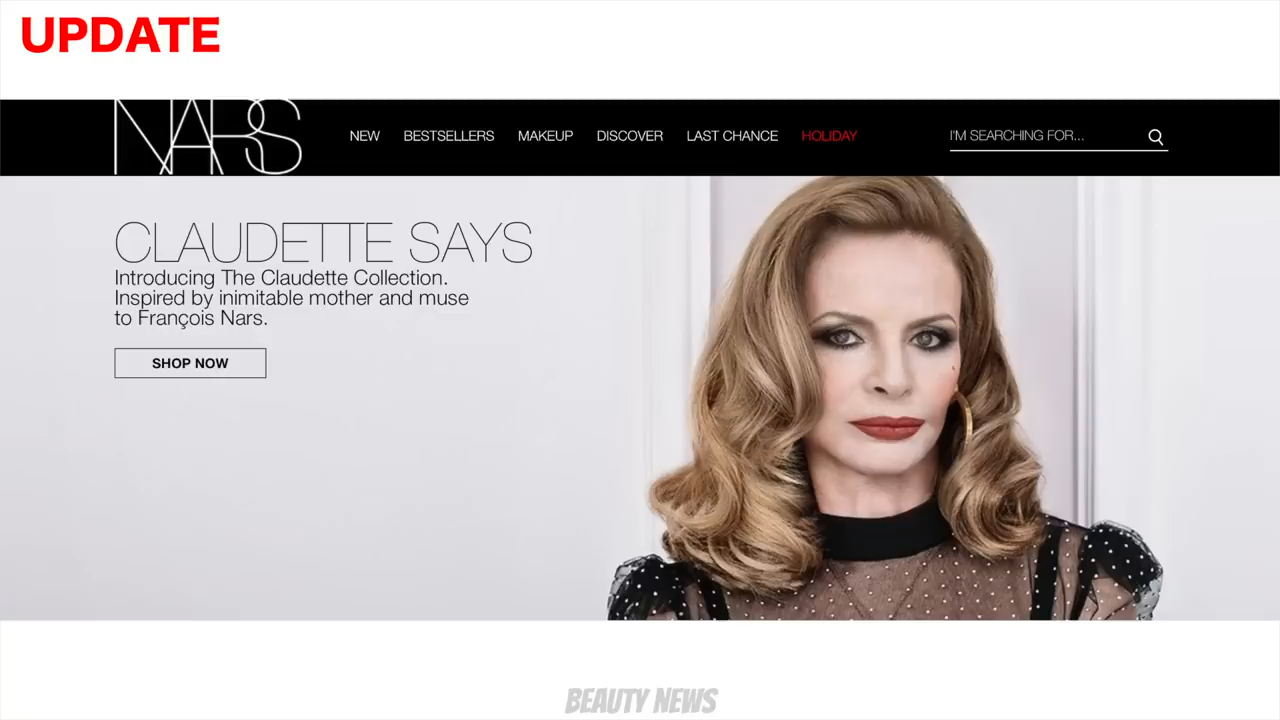 UPDATE
NARS
NEW BESTSELLERS MAKEUP DISCOVER LAST CHANCE HOLIDAY
I'M SEARCHING FOR...
CLAUDETTE SAYS
Introducing The Claudette Collection.
Inspired by inimitable mother and muse
to François Nars.
SHOP NOW
BEAUTY NEWS